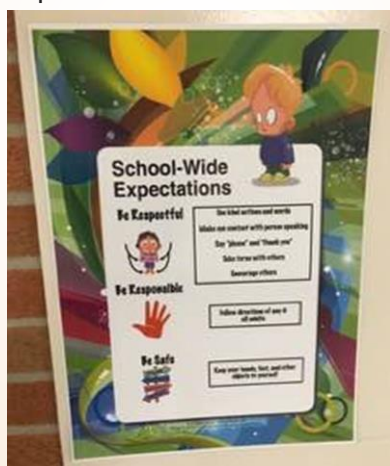 School-Wide
Expectations
Be Respectful
Use kind actions and words
Make eye contact with person speaking
Say "please" and "thank you"
Take turns with others
Encourage others
Be Responsible
Follow directions of any &
all adults
Be Safe
Keep your hands, feet, and other
objects to yourself